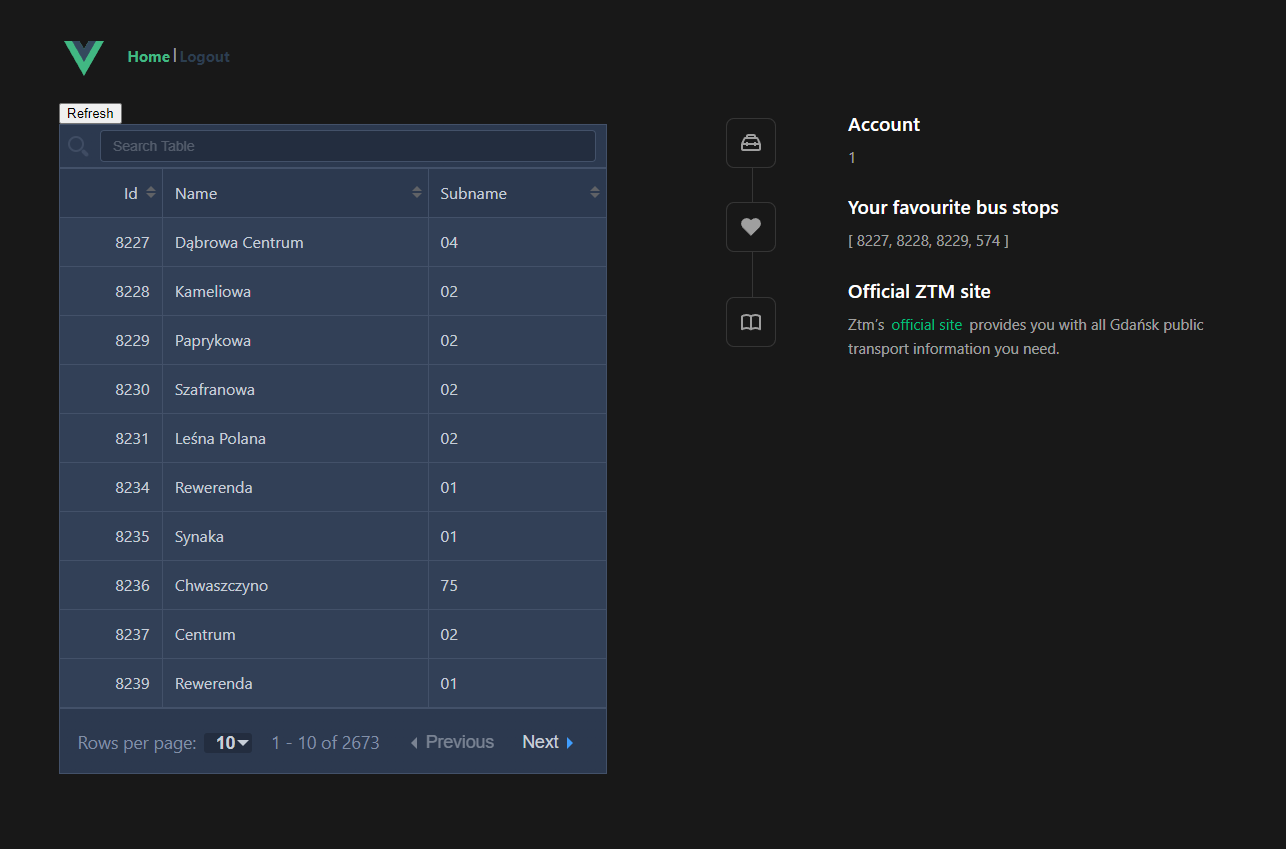 Home | Logout
Refresh
Search Table
Id Name Subname
8227 Dąbrowa Centrum 04
8228 Kameliowa 02
8229 Paprykowa 02
8230 Szafranowa 02
8231 Leśna Polana 02
8234 Rewerenda 01
8235 Synaka 01
8236 Chwaszczyno 75
8237 Centrum 02
8239 Rewerenda 01
Rows per page: 10 1 - 10 of 2673 Previous Next
Account
1
Your favourite bus stops
[ 8227, 8228, 8229, 574 ]
Official ZTM site
Ztm’s official site provides you with all Gdańsk public
transport information you need.